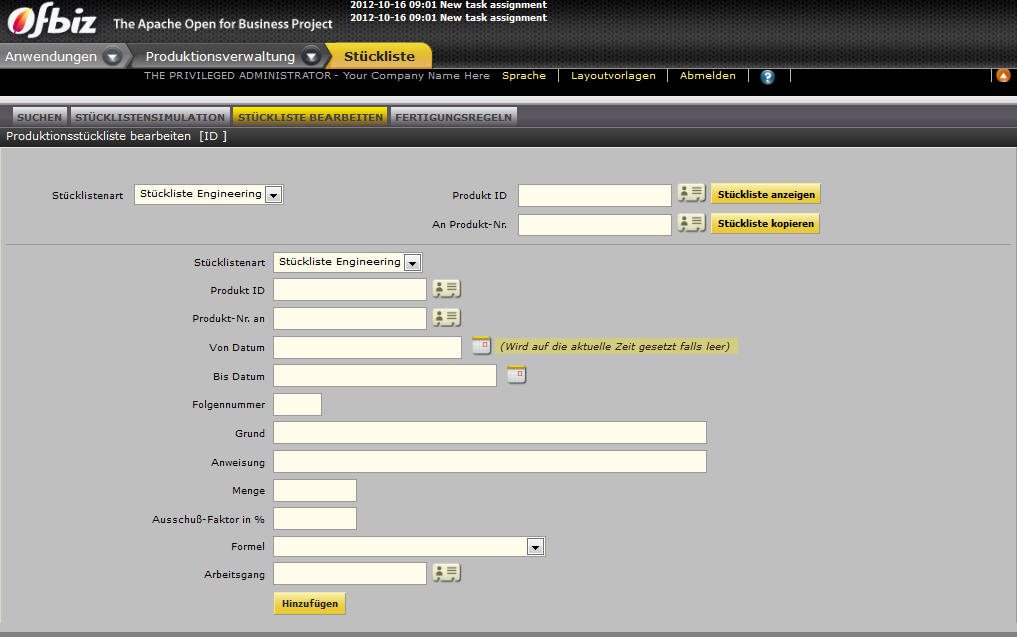 2012-10-16 09:01 New task assignment
2012-10-16 09:01 New task assignment
Ofbiz The Apache Open for Business Project
Anwendungen Produktionsverwaltung Stückliste
THE PRIVILEGED ADMINISTRATOR - Your Company Name Here Sprache Layoutvorlagen Abmelden ?
SUCHEN STÜCKLISTENSIMULATION STÜCKLISTE BEARBEITEN FERTIGUNGSREGELN
Produktionsstückliste bearbeiten [ID ]
Stücklistenart Stückliste Engineering Produkt ID Stückliste anzeigen
An Produkt-Nr. Stückliste kopieren
Stücklistenart Stückliste Engineering
Produkt ID
Produkt-Nr. an
Von Datum (Wird auf die aktuelle Zeit gesetzt falls leer)
Bis Datum
Folgennummer
Grund
Anweisung
Menge
Ausschuß-Faktor in %
Formel
Arbeitsgang
Hinzufügen